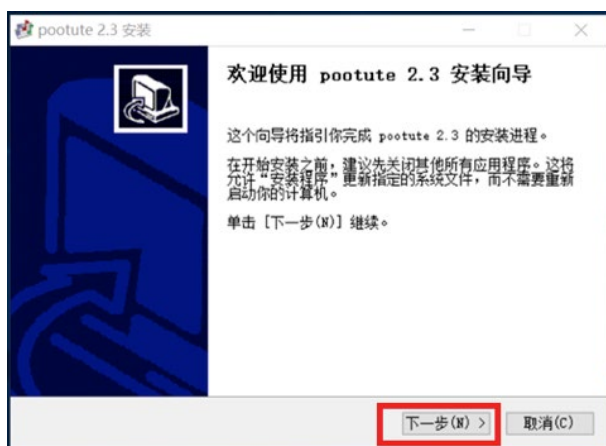 pootute 2.3 安装
欢迎使用 pootute 2.3 安装向导
这个向导将指引你完成 pootute 2.3 的安装进程。
在开始安装之前，建议先关闭其他所有应用程序。这将
允许“安装程序”更新指定的系统文件，而不需要重新
启动你的计算机。
单击 [下一步(N)] 继续。
下一步(N) > 取消(C)